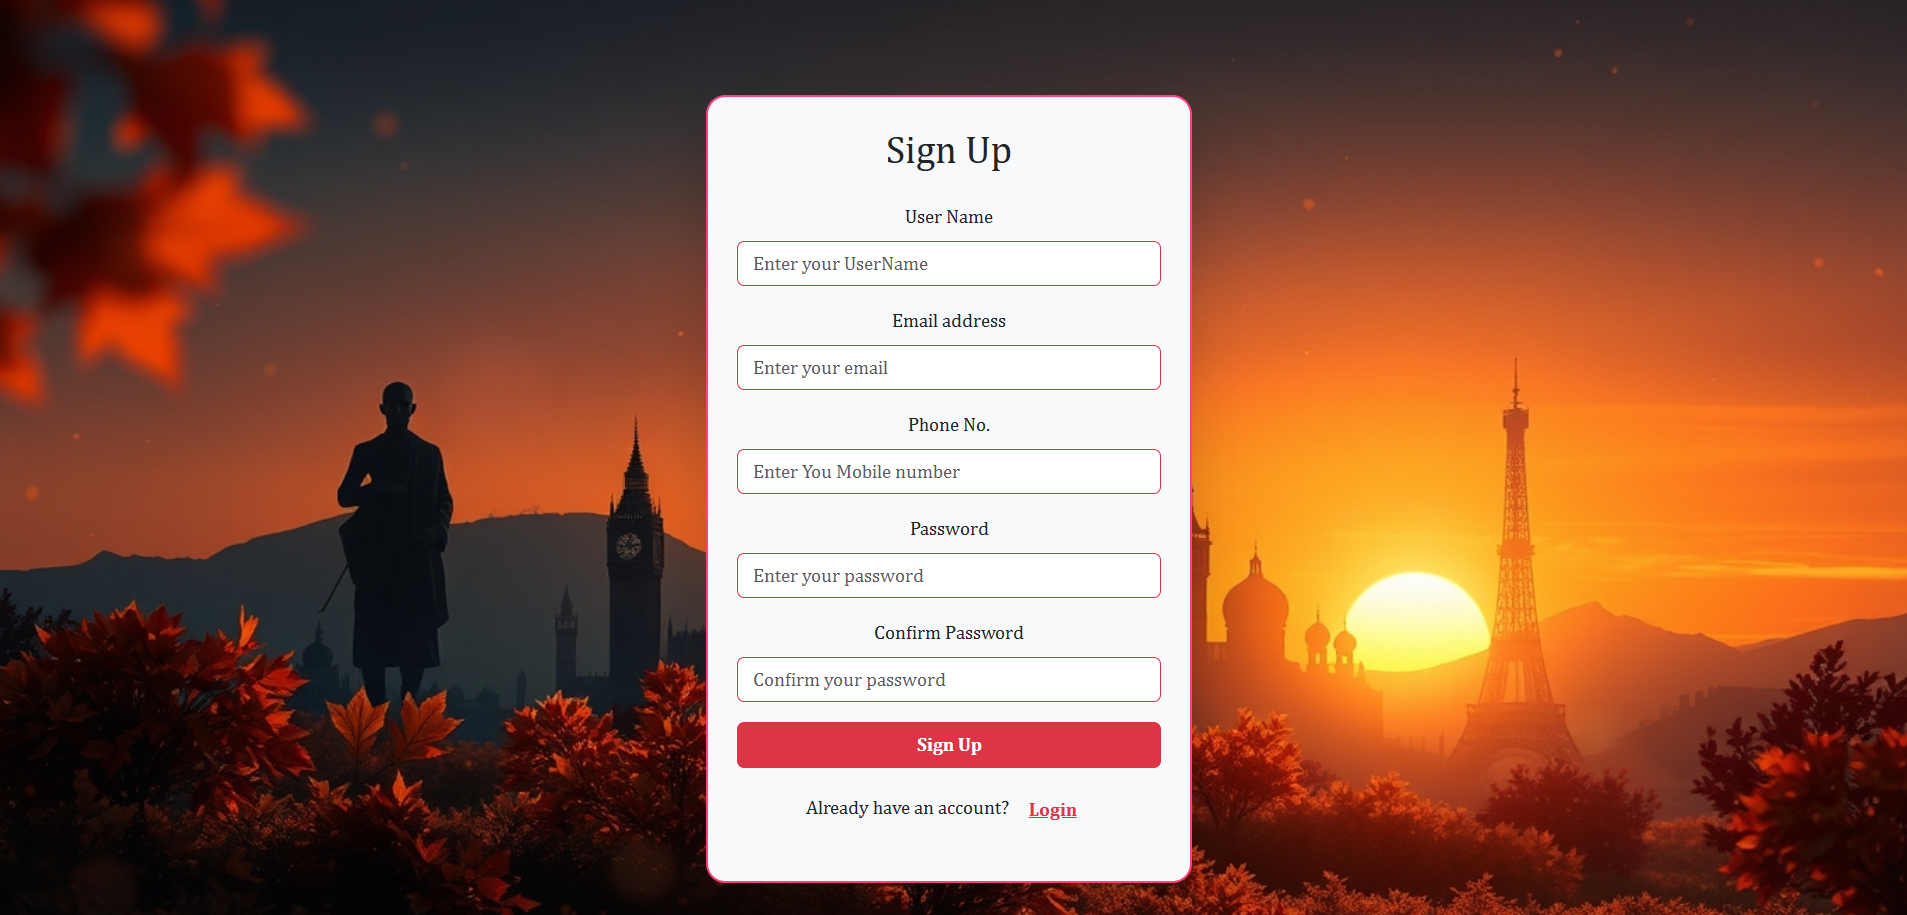 Sign Up
User Name
Enter your UserName
Email address
Enter your email
Phone No.
Enter You Mobile number
Password
Enter your password
Confirm Password
Confirm your password
Sign Up
Already have an account? Login